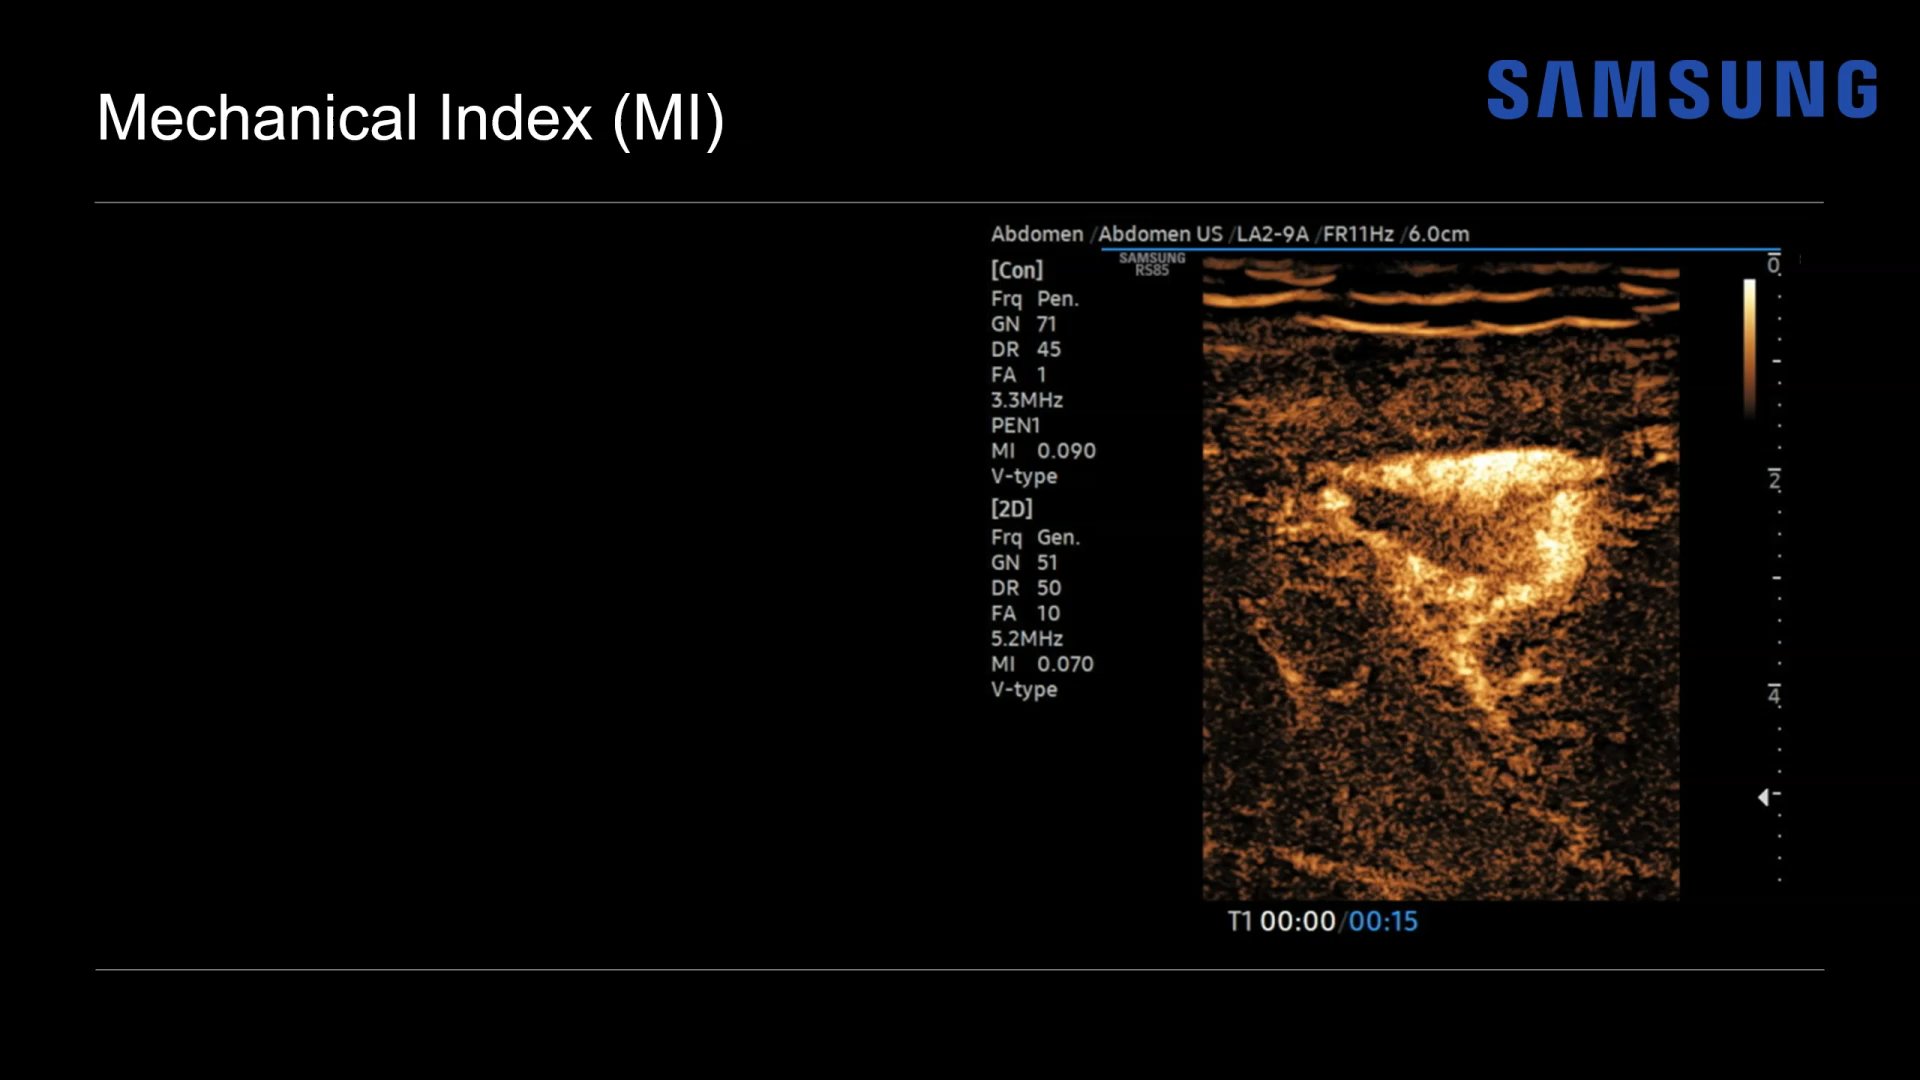 Mechanical Index (MI)
SAMSUNG
Abdomen /Abdomen US /LA2-9A /FR11Hz /6.0cm
SAMSUNG
RS85
[Con]
Frq Pen.
GN 71
DR 45
FA 1
3.3MHz
PEN1
MI 0.090
V-type
[2D]
Frq Gen.
GN 51
DR 50
FA 10
5.2MHz
MI 0.070
V-type
0
2
4
T1 00:00/00:15